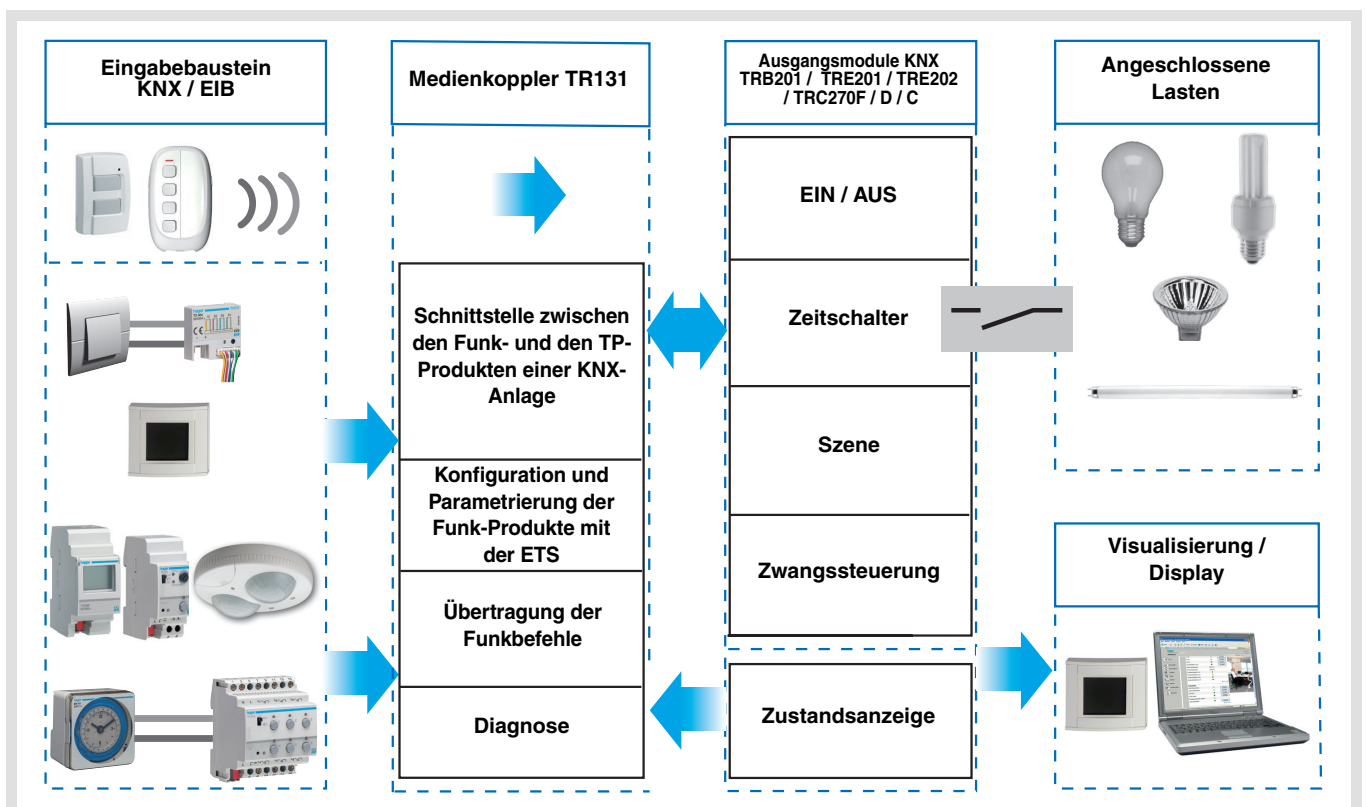 Eingabebaustein
KNX / EIB
Medienkoppler TR131
Schnittstelle zwischen
den Funk- und den TP-
Produkten einer KNX-
Anlage
Konfiguration und
Parametrierung der
Funk-Produkte mit
der ETS
Übertragung der
Funkbefehle
Diagnose
Ausgangsmodule KNX
TRB201 / TRE201 / TRE202
/ TRC270F / D / C
EIN / AUS
Zeitschalter
Szene
Zwangssteuerung
Zustandsanzeige
Angeschlossene
Lasten
Visualisierung /
Display